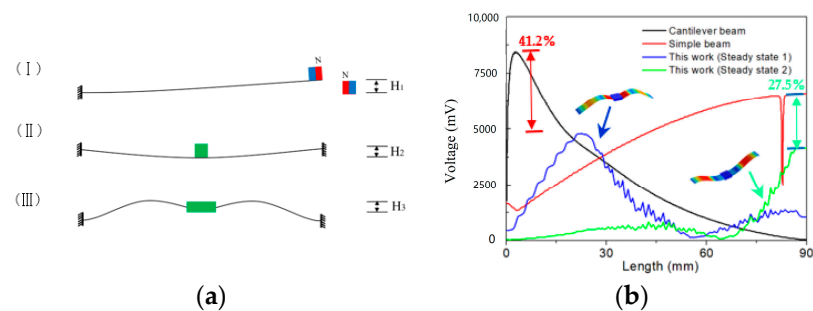 (Ⅰ)
N
N
H1
(Ⅱ)
H2
(Ⅲ)
H3
(a)
10,000
7500
5000
2500
0
Voltage (mV)
41.2%
Cantilever beam
Simple beam
This work (Steady state 1)
This work (Steady state 2)
27.5%
0
30
60
90
Length (mm)
(b)